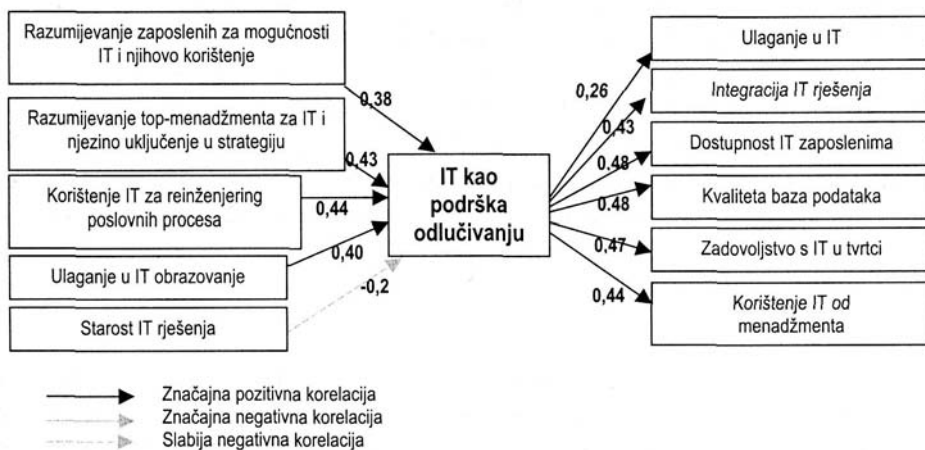 Razumijevanje zaposlenih za mogućnosti
IT i njihovo korištenje
0,38
Razumijevanje top-menadžmenta za IT i
njezino uključenje u strategiju
0,43
Korištenje IT za reinženjering
poslovnih procesa
0,44
Ulaganje u IT obrazovanje
0,40
Starost IT rješenja
-0,2
IT kao
podrška
odlučivanju
Ulaganje u IT
0,26
Integracija IT rješenja
0,43
Dostupnost IT zaposlenima
0.48
Kvaliteta baza podataka
0.48
Zadovoljstvo s IT u tvrtci
0,47
Korištenje IT od
menadžmenta
0,44
Značajna pozitivna korelacija
Značajna negativna korelacija
Slabija negativna korelacija